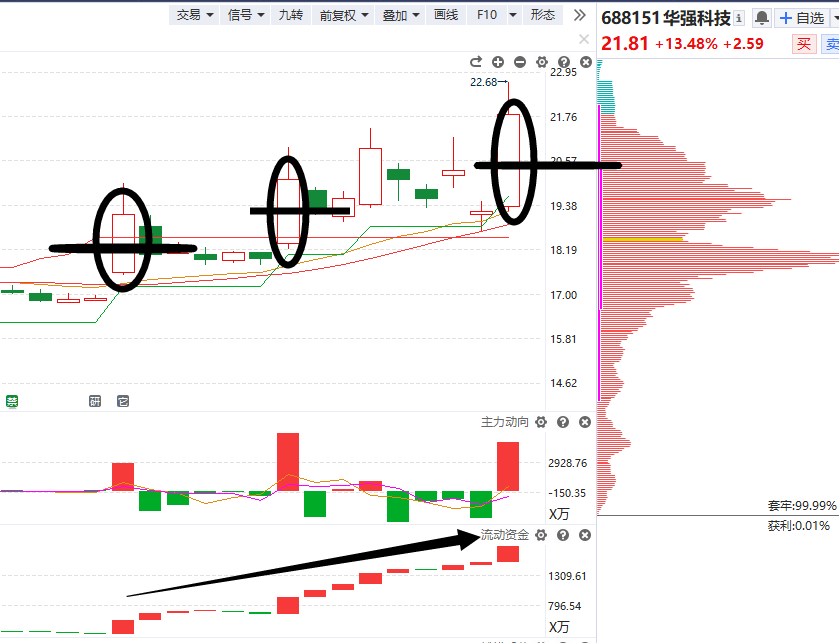 交易 信号 九转 前复权 叠加 画线 F10 形态
688151 华强科技 自选
21.81 +13.48% +2.59 买 卖
22.95
22.68
21.76
20.57
19.38
18.19
17.00
15.81
14.62
禁 研
主力动向
2928.76
-150.35
X万
套牢:99.99%
获利:0.01%
流动资金
1309.61
796.54
X万